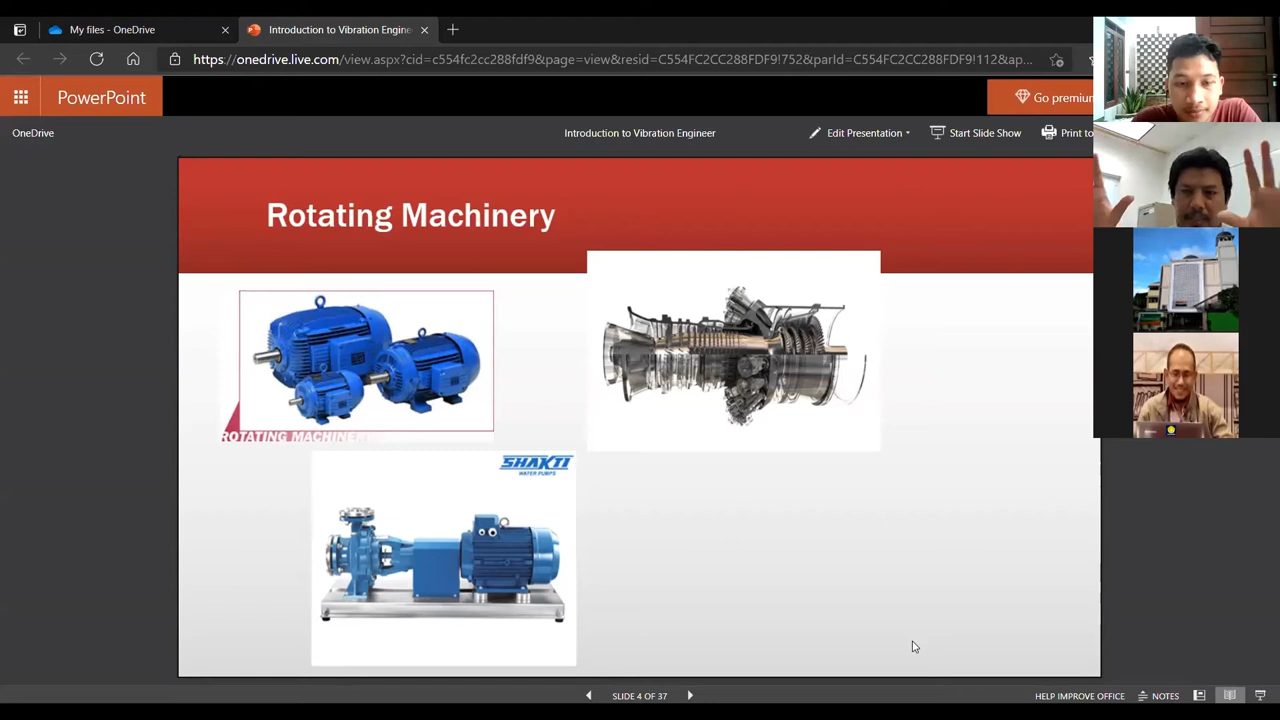 My files - OneDrive
Introduction to Vibration Engine
https://onedrive.live.com/view.aspx?cid=c554fc2cc288fdf9&page=view&resid=C554FC2CC288FDF9!752&parId=C554FC2CC288FDF9!112&ap...
PowerPoint
Go premium
OneDrive
Introduction to Vibration Engineer
Edit Presentation
Start Slide Show
Print to
Rotating Machinery
ROTATING MACHINERY
SHAKTI
WATER PUMPS
SLIDE 4 OF 37
HELP IMPROVE OFFICE
NOTES